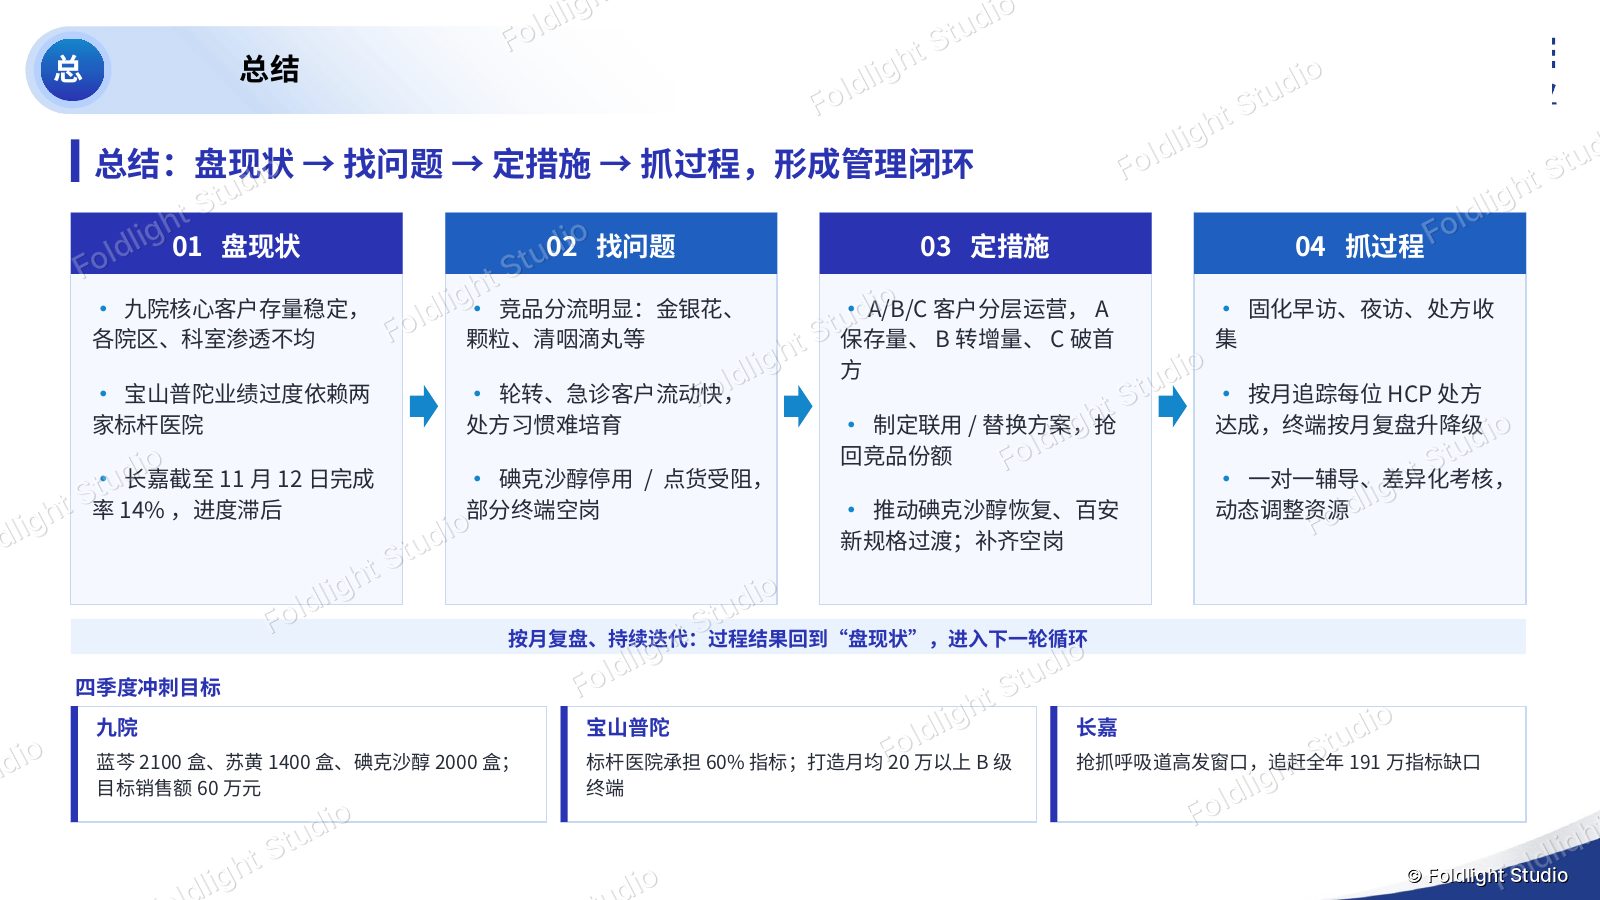 总
总结
总结：盘现状 → 找问题 → 定措施 → 抓过程，形成管理闭环
01 盘现状
• 九院核心客户存量稳定，
各院区、科室渗透不均
• 宝山普陀业绩过度依赖两
家标杆医院
• 长嘉截至 11 月 12 日完成
率 14% ，进度滞后
02 找问题
• 竞品分流明显：金银花、
颗粒、清咽滴丸等
• 轮转、急诊客户流动快，
处方习惯难培育
• 碘克沙醇停用 / 点货受阻，
部分终端空岗
03 定措施
• A/B/C 客户分层运营， A
保存量、 B 转增量、 C 破首
方
• 制定联用 / 替换方案，抢
回竞品份额
• 推动碘克沙醇恢复、百安
新规格过渡；补齐空岗
04 抓过程
• 固化早访、夜访、处方收
集
• 按月追踪每位 HCP 处方
达成，终端按月复盘升降级
• 一对一辅导、差异化考核，
动态调整资源
按月复盘、持续迭代：过程结果回到“盘现状”，进入下一轮循环
四季度冲刺目标
九院
蓝芩 2100 盒、苏黄 1400 盒、碘克沙醇 2000 盒；
目标销售额 60 万元
宝山普陀
标杆医院承担 60% 指标；打造月均 20 万以上 B 级
终端
长嘉
抢抓呼吸道高发窗口，追赶全年 191 万指标缺口
© Foldlight Studio